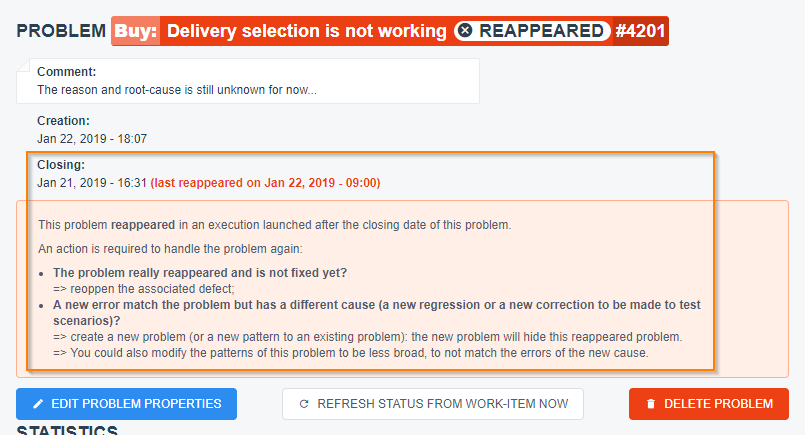 PROBLEM Buy: Delivery selection is not working REAPPEARED #4201
Comment:
The reason and root-cause is still unknown for now...
Creation:
Jan 22, 2019 - 18:07
Closing:
Jan 21, 2019 - 16:31 (last reappeared on Jan 22, 2019 - 09:00)
This problem reappeared in an execution launched after the closing date of this problem.
An action is required to handle the problem again:
• The problem really reappeared and is not fixed yet?
=> reoppen the associated defect;
• A new error match the problem but has a different cause (a new regression or a new correction to be made to test
scenarios)?
=> create a new problem (or a new pattern to an existing problem): the new problem will hide this reappeared problem.
=> You could also modify the patterns of this problem to be less broad, to not match the errors of the new cause.
EDIT PROBLEM PROPERTIES REFRESH STATUS FROM WORK-ITEM NOW DELETE PROBLEM
STATISTICS